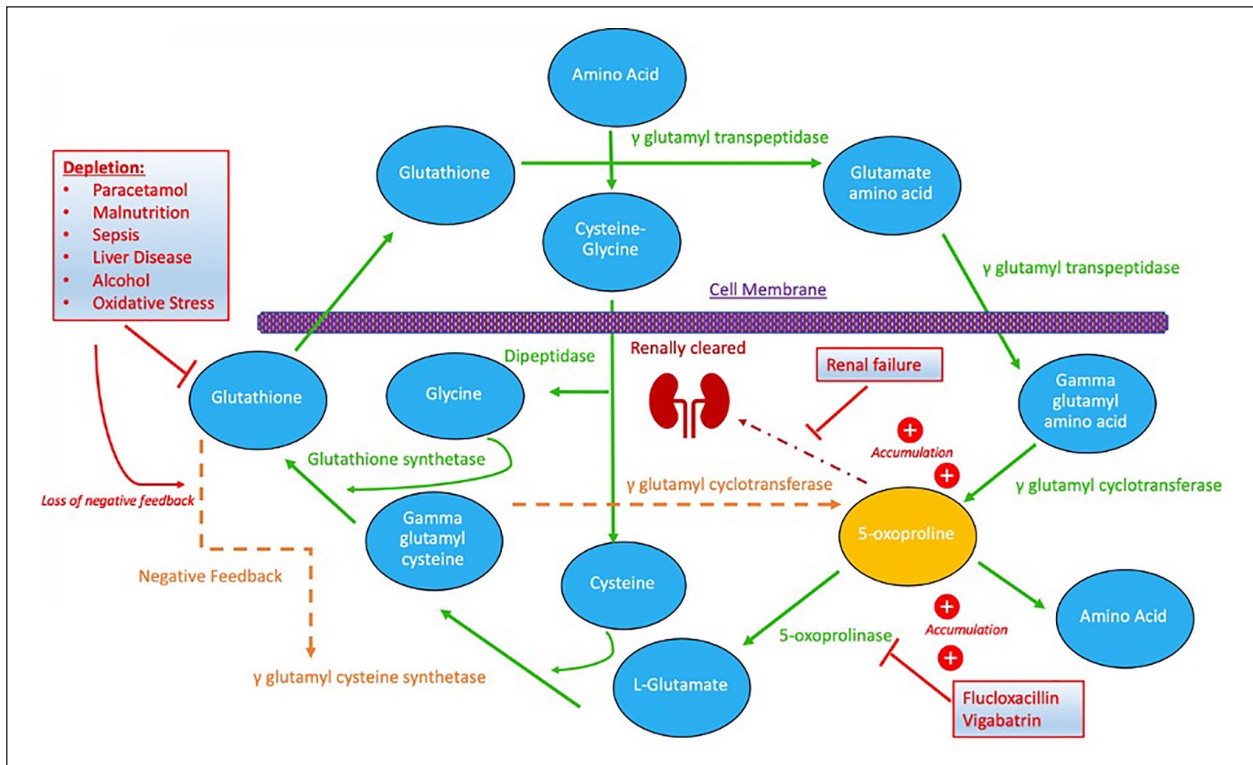 Amino Acid
γ glutamyl transpeptidase
Glutathione
Glutamate
amino acid
Depletion:
• Paracetamol
• Malnutrition
• Sepsis
• Liver Disease
• Alcohol
• Oxidative Stress
Cysteine-
Glycine
γ glutamyl transpeptidase
Cell Membrane
Dipeptidase
Renally cleared
Renal failure
Glutathione
Glycine
Gamma
glutamyl
amino acid
Accumulation
Glutathione synthetase
Loss of negative feedback
γ glutamyl cyclotransferase
γ glutamyl cyclotransferase
Gamma
glutamyl
cysteine
5-oxoproline
Negative Feedback
Cysteine
Amino Acid
Accumulation
5-oxoprolinase
γ glutamyl cysteine synthetase
L-Glutamate
Flucloxacillin
Vigabatrin